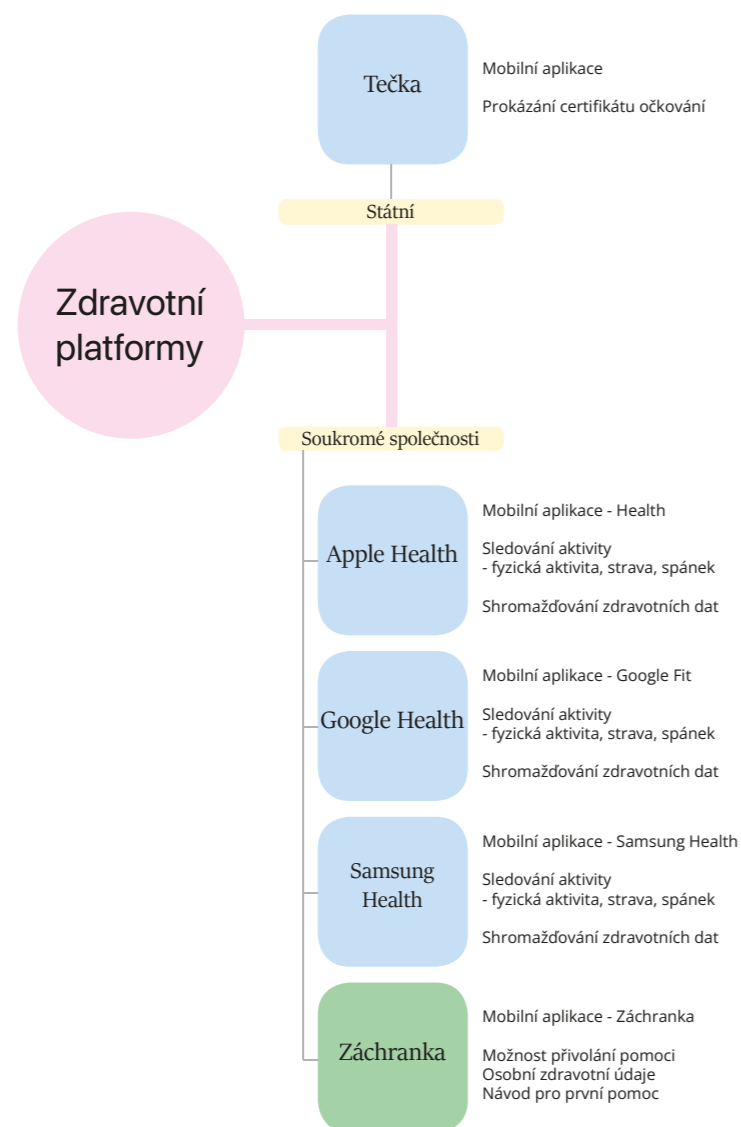 Tečka
Mobilní aplikace
Prokázání certifikátu očkování
Státní
Zdravotní
platformy
Soukromé společnosti
Apple Health
Mobilní aplikace - Health
Sledování aktivity
- fyzická aktivita, strava, spánek
Shromažďování zdravotních dat
Google Health
Mobilní aplikace - Google Fit
Sledování aktivity
- fyzická aktivita, strava, spánek
Shromažďování zdravotních dat
Samsung
Health
Mobilní aplikace - Samsung Health
Sledování aktivity
- fyzická aktivita, strava, spánek
Shromažďování zdravotních dat
Záchranka
Mobilní aplikace - Záchranka
Možnost přivolání pomoci
Osobní zdravotní údaje
Návod pro první pomoc